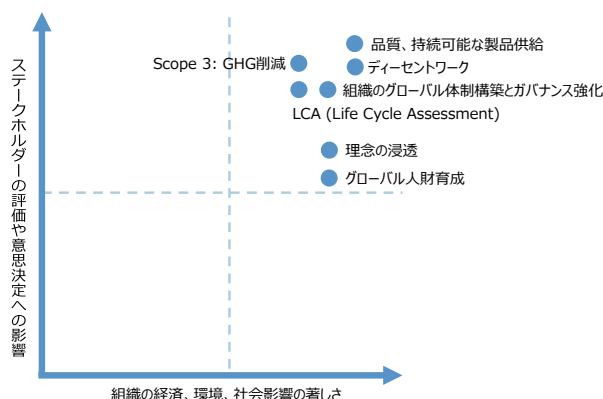 ステークホルダーの評価や意思決定への影響
品質、持続可能な製品供給
Scope 3: GHG削減
ディーセントワーク
組織のグローバル体制構築とガバナンス強化
LCA (Life Cycle Assessment)
理念の浸透
グローバル人財育成
組織の経済、環境、社会影響の著しさ